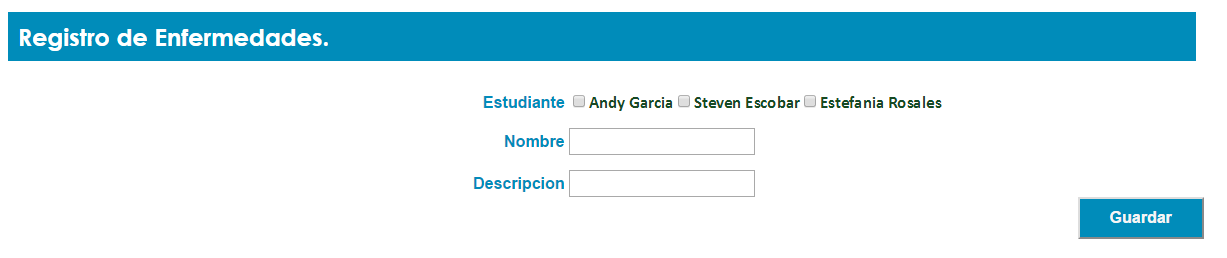 Registro de Enfermedades.
Estudiante Andy Garcia Steven Escobar Estefania Rosales
Nombre
Descripcion
Guardar